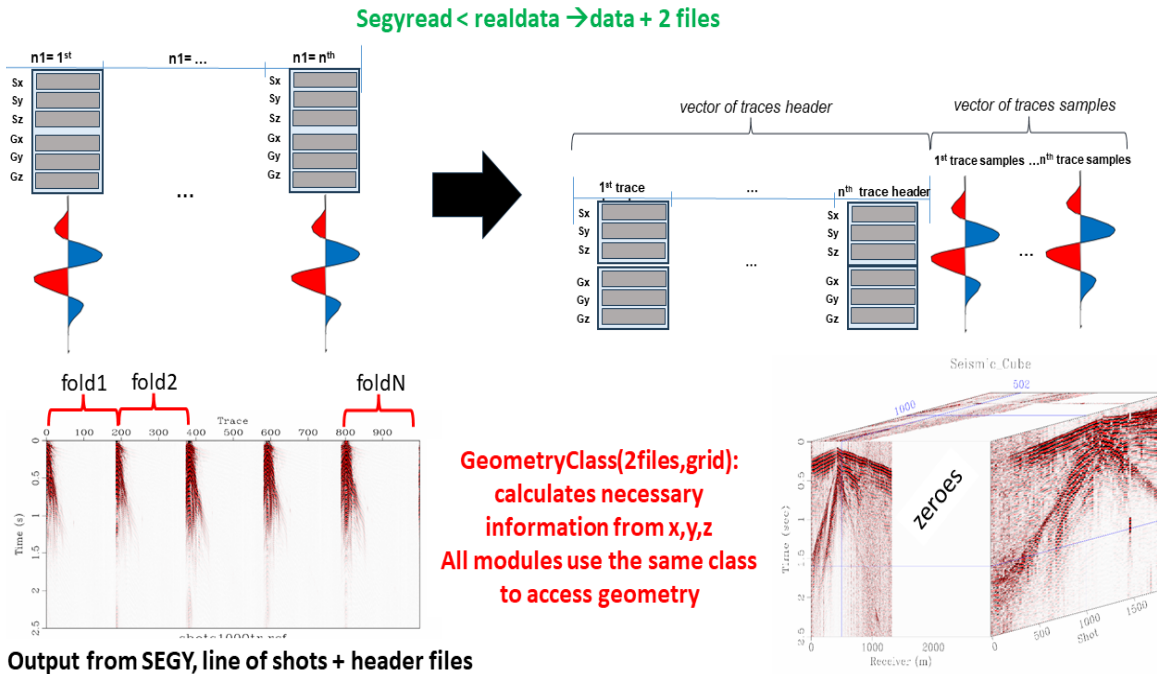 Segyread < realdata →data + 2 files
n1= 1st n1= ... n1= nth
Sx
Sy
Sz
Gx
Gy
Gz
...
Sx
Sy
Sz
Gx
Gy
Gz
vector of traces header
vector of traces samples
1st trace samples ...nth trace samples
1st trace
...
nth trace header
Sx
Sy
Sz
Gx
Gy
Gz
...
Sx
Sy
Sz
Gx
Gy
Gz
...
fold1 fold2 foldN
Trace
0 100 200 300 400 500 600 700 800 900
Time (s)
0
0.5
1
1.5
2
2.5
Output from SEGY, line of shots + header files
GeometryClass(2files,grid):
calculates necessary
information from x,y,z
All modules use the same class
to access geometry
Seismic_Cube
502
1000
Time (sec)
0
0.5
1
1.5
2
2.5
zeroes
0 1000 2000
Receiver (m)
500 1000 1500
Shot